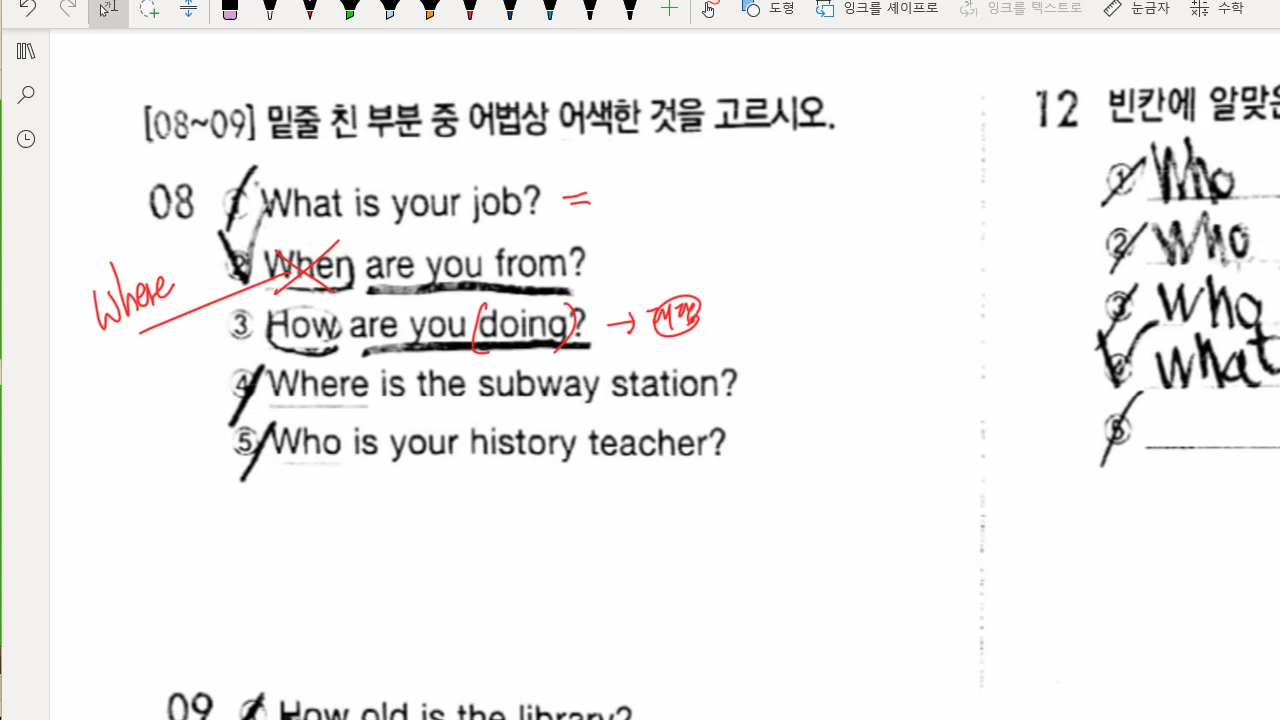 도형 잉크를 셰이프로 잉크를 텍스트로 눈금자 수학
[08~09] 밑줄 친 부분 중 어법상 어색한 것을 고르시오.
08 ① What is your job? =
② When are you from?
where
③ How are you (doing)? →
④ Where is the subway station?
⑤ Who is your history teacher?
09 How old is the library?
12 빈칸에 알맞은
① Who
② Who
③ who
④ what
⑤